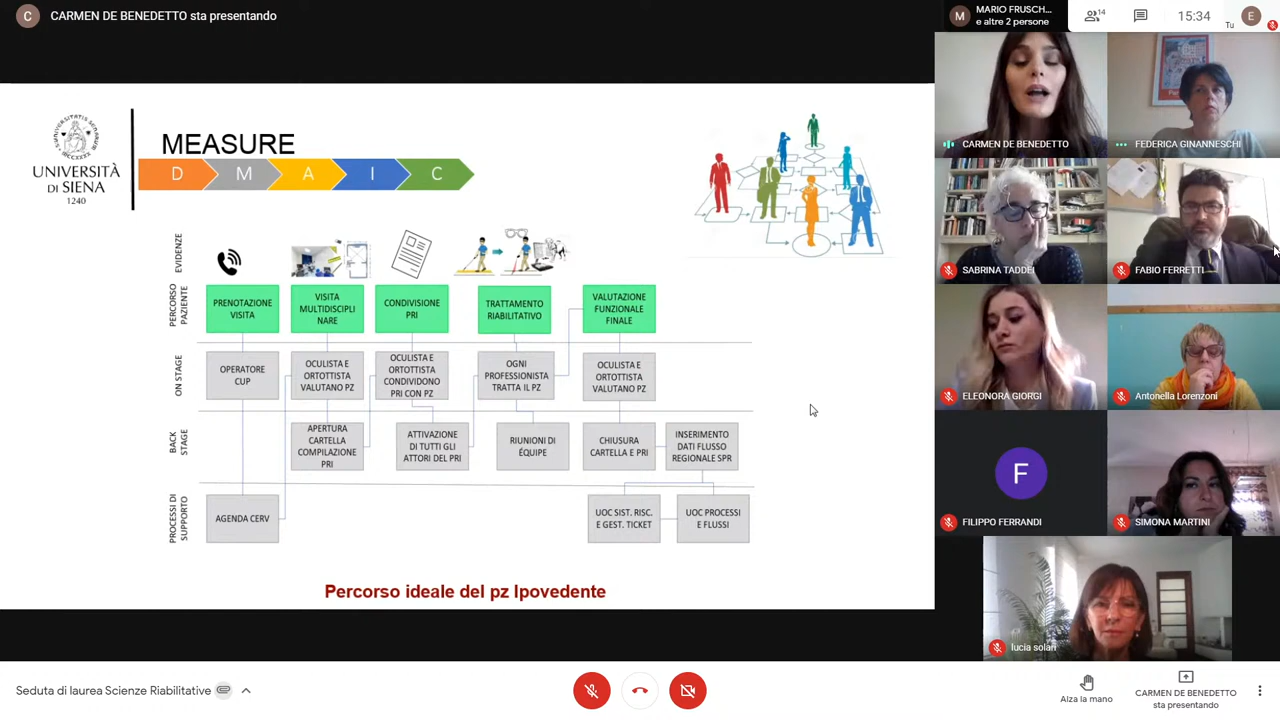 C
CARMEN DE BENEDETTO sta presentando
M
MARIO FRUSCH...
e altre 2 persone
14
15:34
Tu
E
UNIVERSITÀ
DI SIENA
1240
MEASURE
D M A I C
EVIDENZE
PERCORSO
PAZIENTE
PRENOTAZIONE
VISITA
VISITA
MULTIDISCIPLI
NARE
CONDIVISIONE
PRI
TRATTAMENTO
RIABILITATIVO
VALUTAZIONE
FUNZIONALE
FINALE
ON STAGE
OPERATORE
CUP
OCULISTA E
ORTOTTISTA
VALUTANO PZ
OCULISTA E
ORTOTTISTA
CONDIVIDONO
PRI CON PZ
OGNI
PROFESSIONISTA
TRATTA IL PZ
OCULISTA E
ORTOTTISTA
VALUTANO PZ
BACK
STAGE
APERTURA
CARTELLA
COMPILAZIONE
PRI
ATTIVAZIONE
DI TUTTI GLI
ATTORI DEL PRI
RIUNIONI DI
ÉQUIPE
CHIUSURA
CARTELLA E PRI
INSERIMENTO
DATI FLUSSO
REGIONALE SPR
PROCESSI DI
SUPPORTO
AGENDA CERV
UOC SIST. RISC.
E GEST. TICKET
UOC PROCESSI
E FLUSSI
Percorso ideale del pz Ipovedente
CARMEN DE BENEDETTO
FEDERICA GINANNESCHI
SABRINA TADDEI
FABIO FERRETTI
ELEONORA GIORGI
Antonella Lorenzoni
F
FILIPPO FERRANDI
SIMONA MARTINI
lucia solari
Seduta di laurea Scienze Riabilitative
Alza la mano
CARMEN DE BENEDETTO
sta presentando